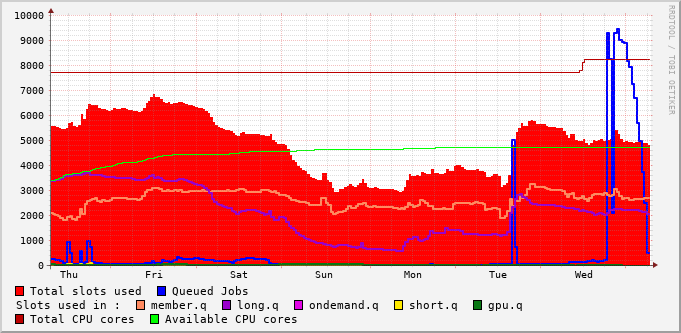 10000
9000
8000
7000
6000
5000
4000
3000
2000
1000
0
Thu Fri Sat Sun Mon Tue Wed
RRDTOOL / TOBI OETIKER
Total slots used Queued Jobs
Slots used in : member.q long.q ondemand.q short.q gpu.q
Total CPU cores Available CPU cores